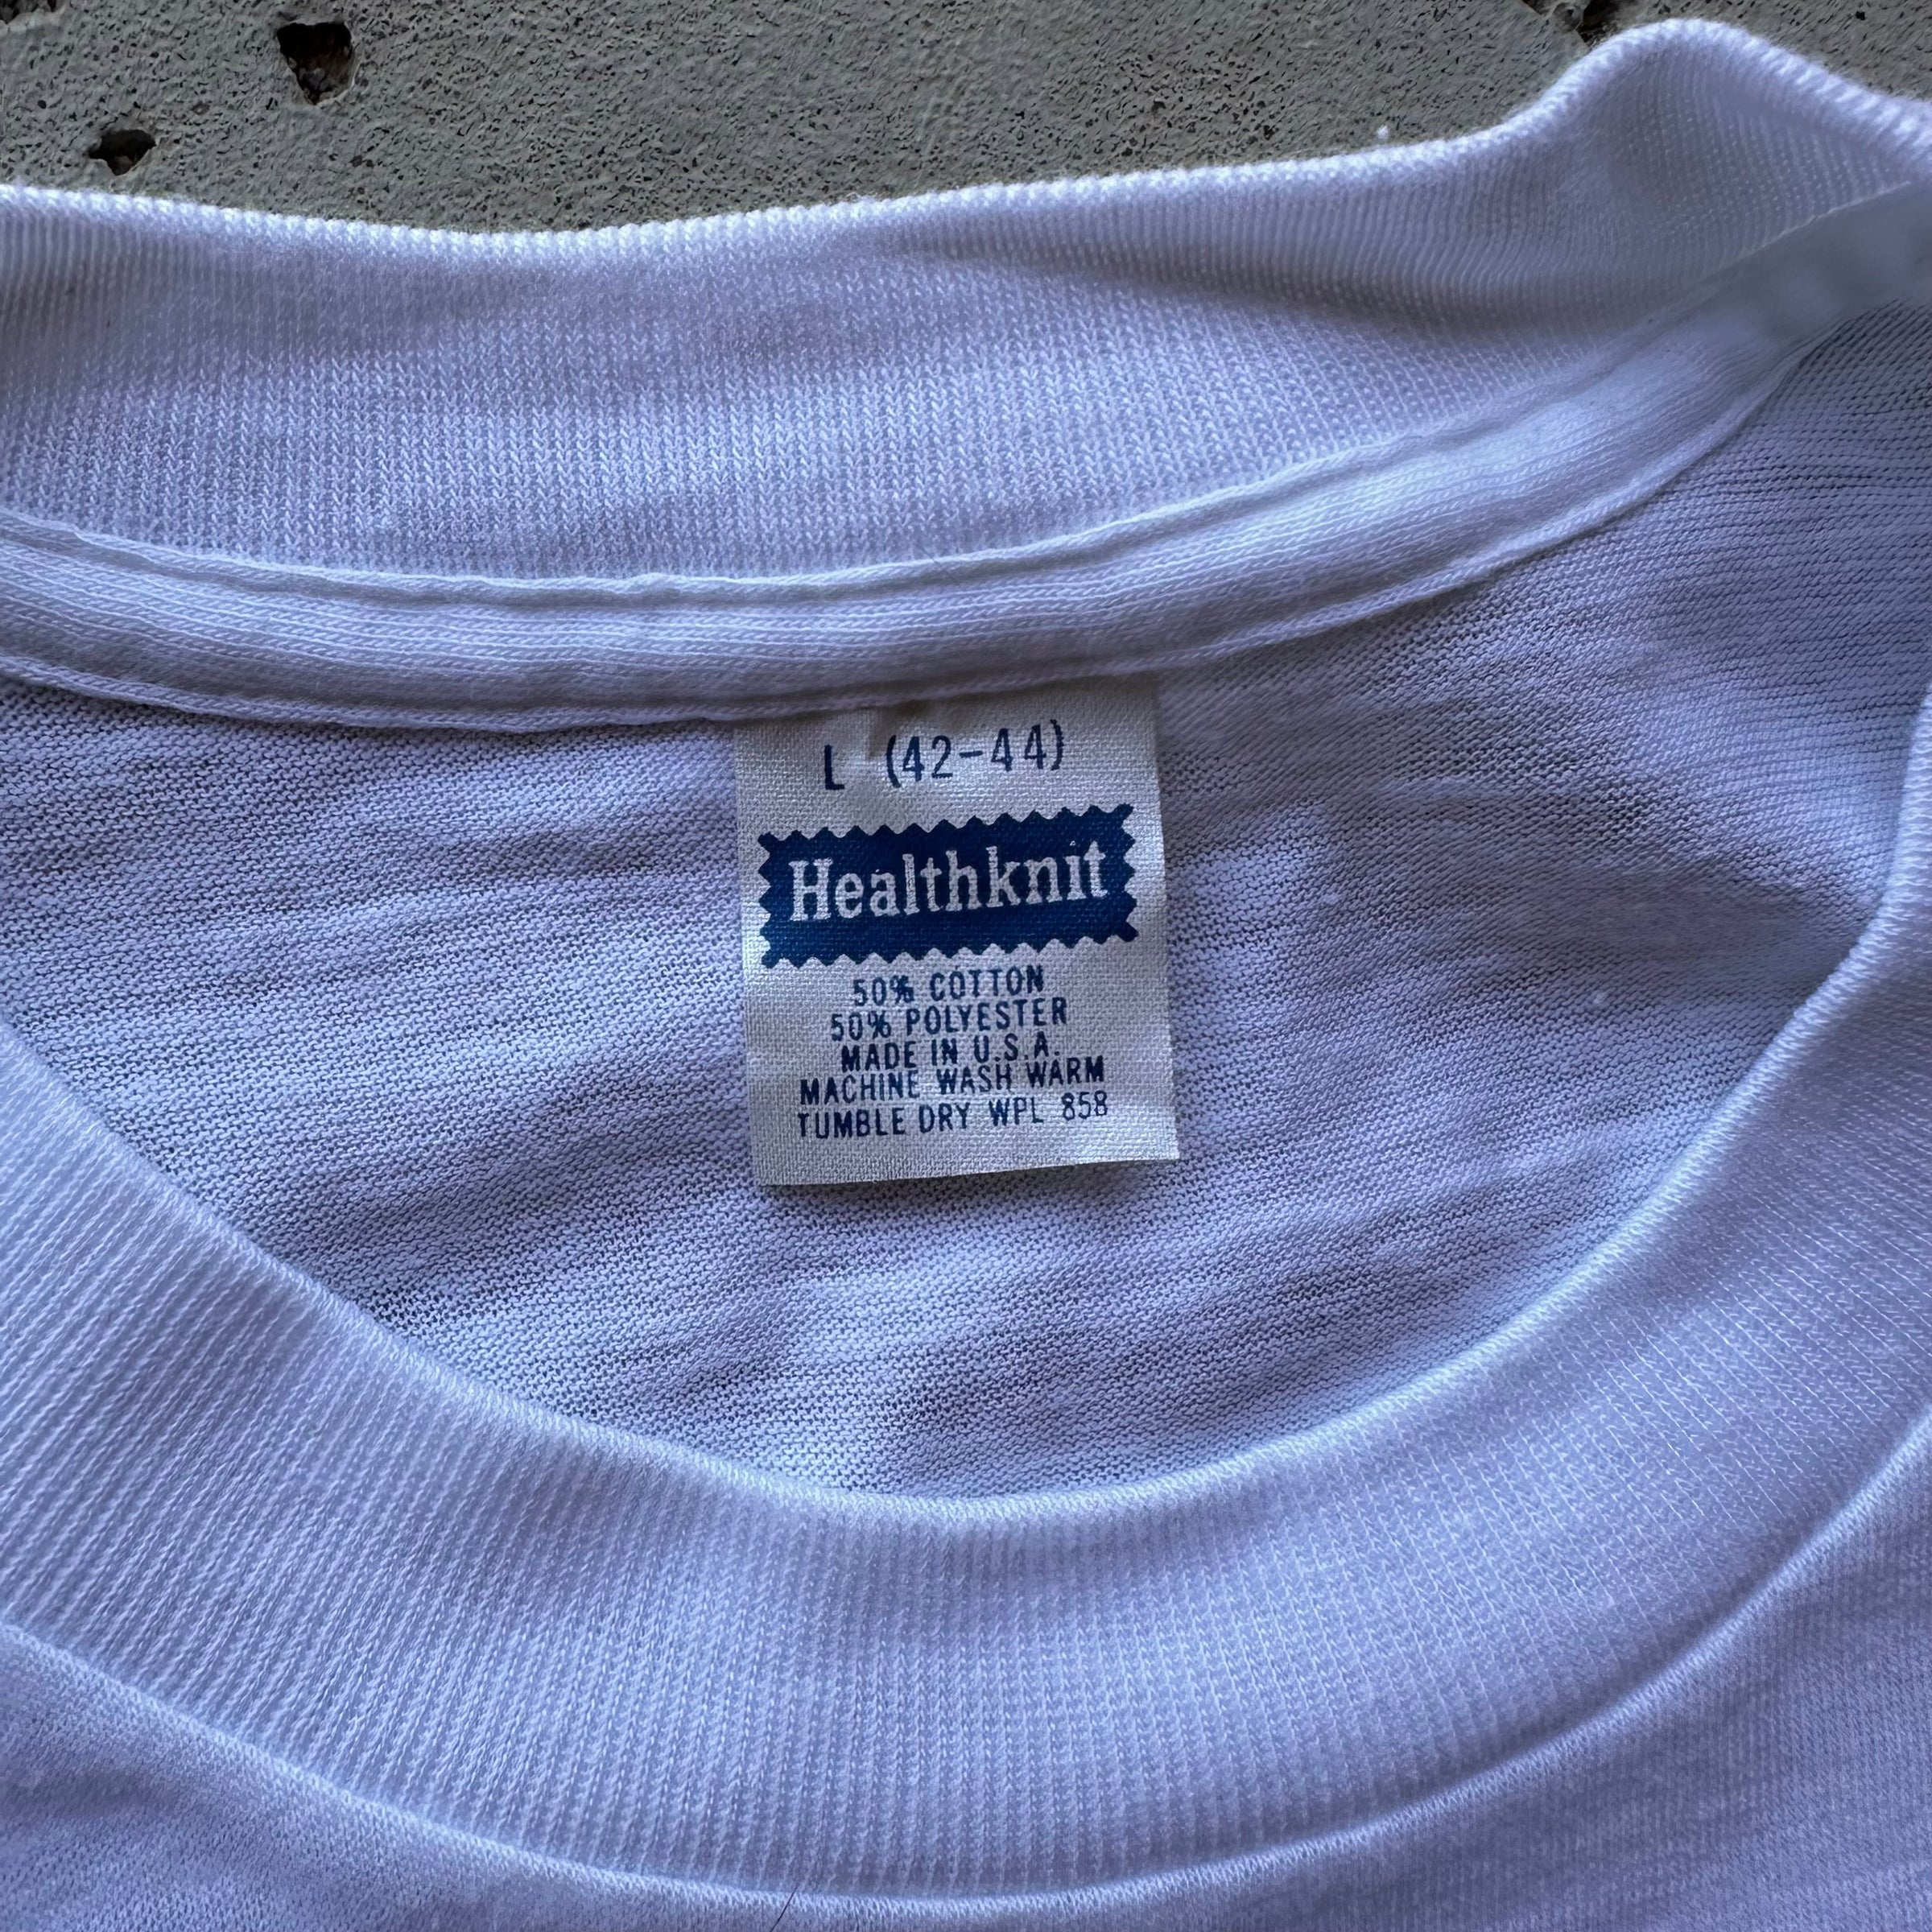 L (42-44)
Healthknit
50% COTTON
50% POLYESTER
MADE IN U.S.A.
MACHINE WASH WARM
TUMBLE DRY WPL 858